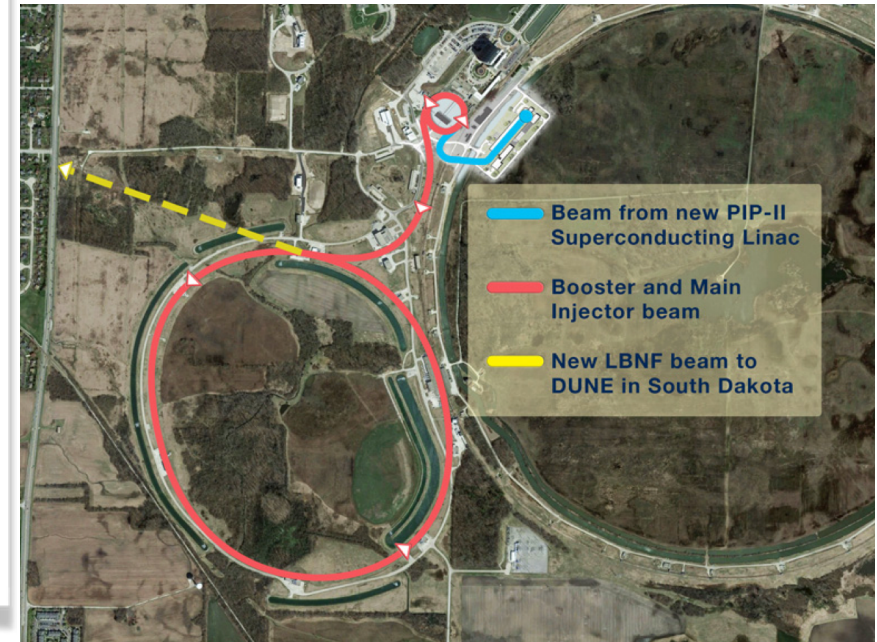 Beam from new PIP-II
Superconducting Linac
Booster and Main
Injector beam
New LBNF beam to
DUNE in South Dakota